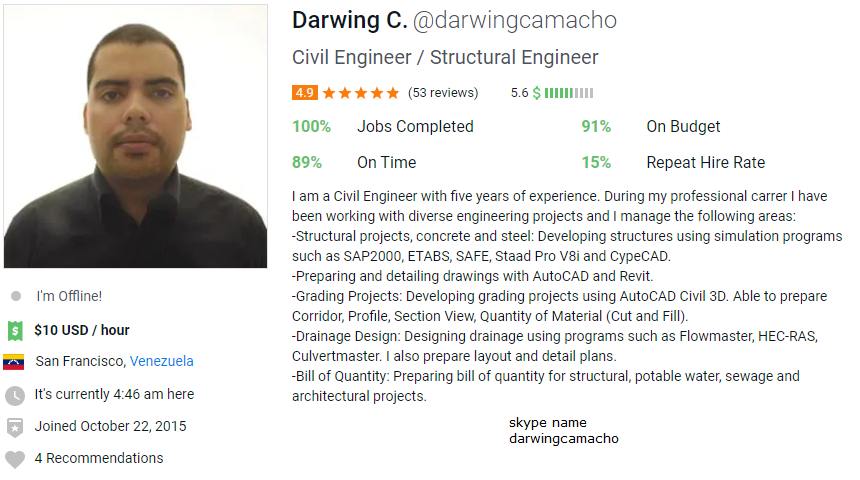 Darwing C. @darwingcamacho
Civil Engineer / Structural Engineer
4.9 (53 reviews) 5.6 $
100% Jobs Completed 91% On Budget
89% On Time 15% Repeat Hire Rate
I am a Civil Engineer with five years of experience. During my professional carrer I have
been working with diverse engineering projects and I manage the following areas:
-Structural projects, concrete and steel: Developing structures using simulation programs
such as SAP2000, ETABS, SAFE, Staad Pro V8i and CypeCAD.
-Preparing and detailing drawings with AutoCAD and Revit.
-Grading Projects: Developing grading projects using AutoCAD Civil 3D. Able to prepare
Corridor, Profile, Section View, Quantity of Material (Cut and Fill).
-Drainage Design: Designing drainage using programs such as Flowmaster, HEC-RAS,
Culvertmaster. I also prepare layout and detail plans.
-Bill of Quantity: Preparing bill of quantity for structural, potable water, sewage and
architectural projects.
skype name
darwingcamacho
I'm Offline!
$ $10 USD / hour
San Francisco, Venezuela
It's currently 4:46 am here
Joined October 22, 2015
4 Recommendations